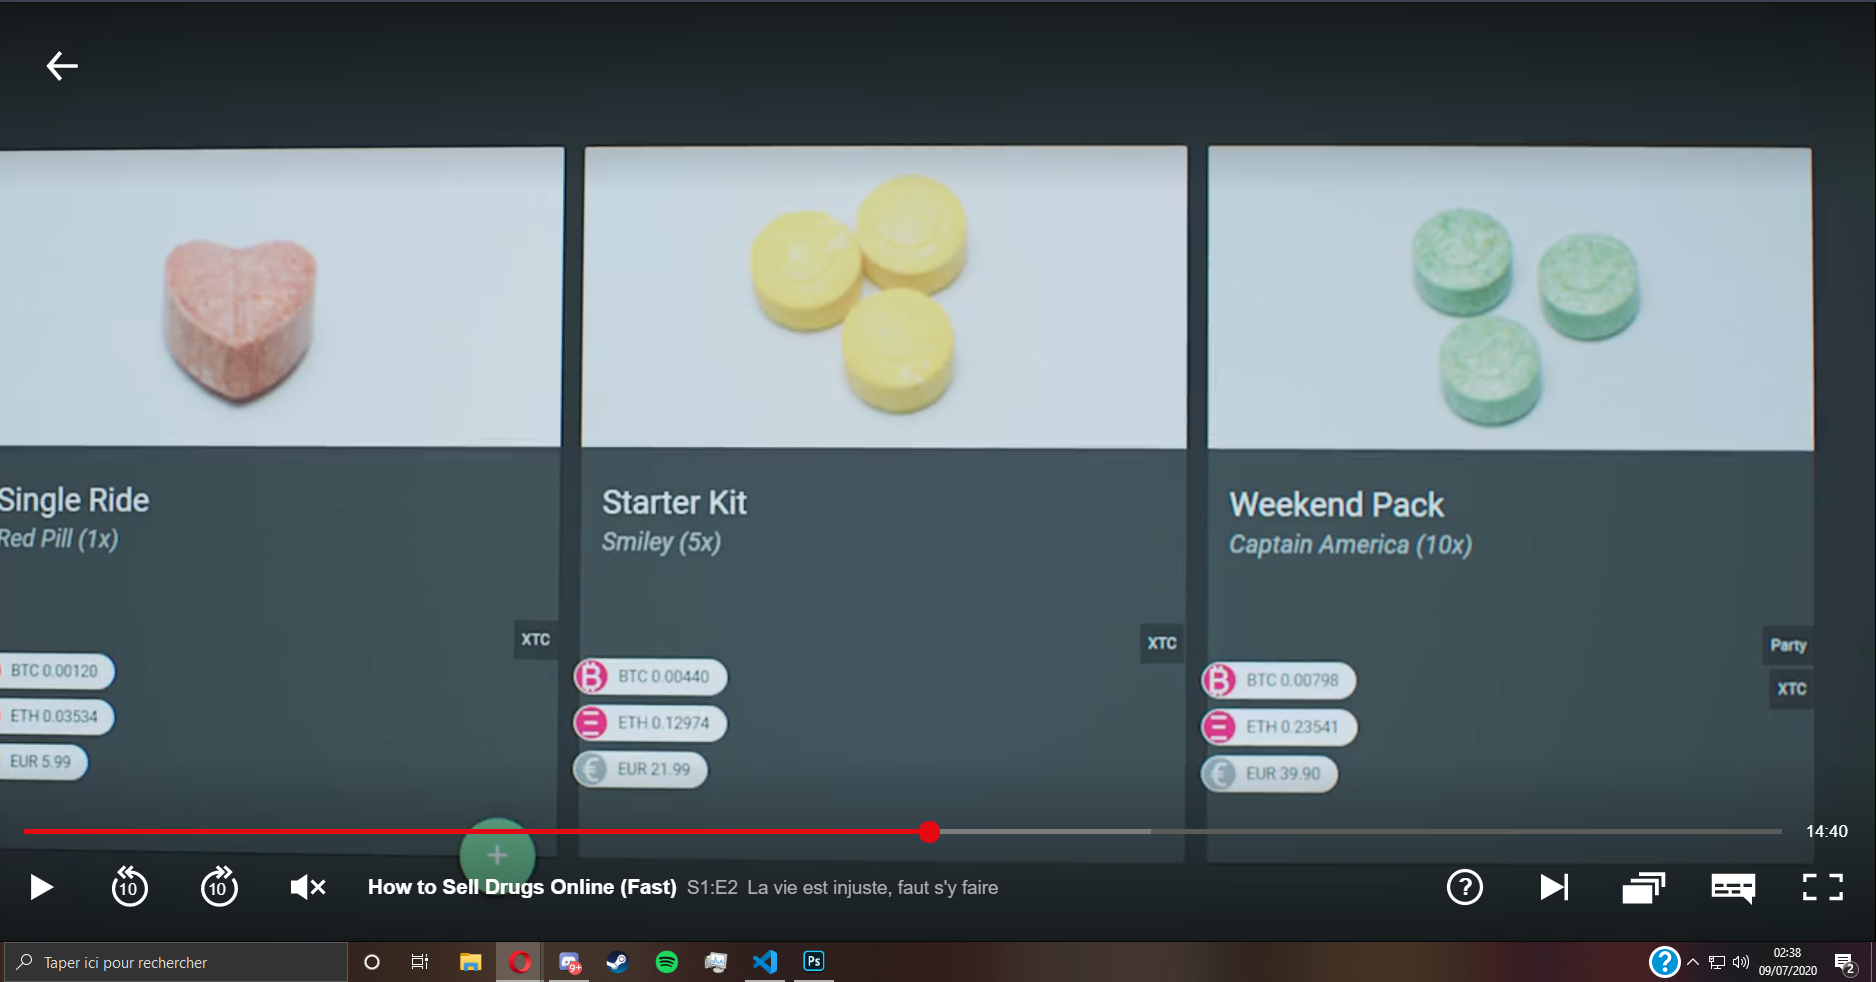 Single Ride
Red Pill (1x)
XTC
BTC 0.00120
ETH 0.03534
EUR 5.99
Starter Kit
Smiley (5x)
XTC
BTC 0.00440
ETH 0.12974
EUR 21.99
Weekend Pack
Captain America (10x)
Party
XTC
BTC 0.00798
ETH 0.23541
EUR 39.90
14:40
10
10
How to Sell Drugs Online (Fast) S1:E2 La vie est injuste, faut s'y faire
Taper ici pour rechercher
9+
Ps
02:38
09/07/2020
2